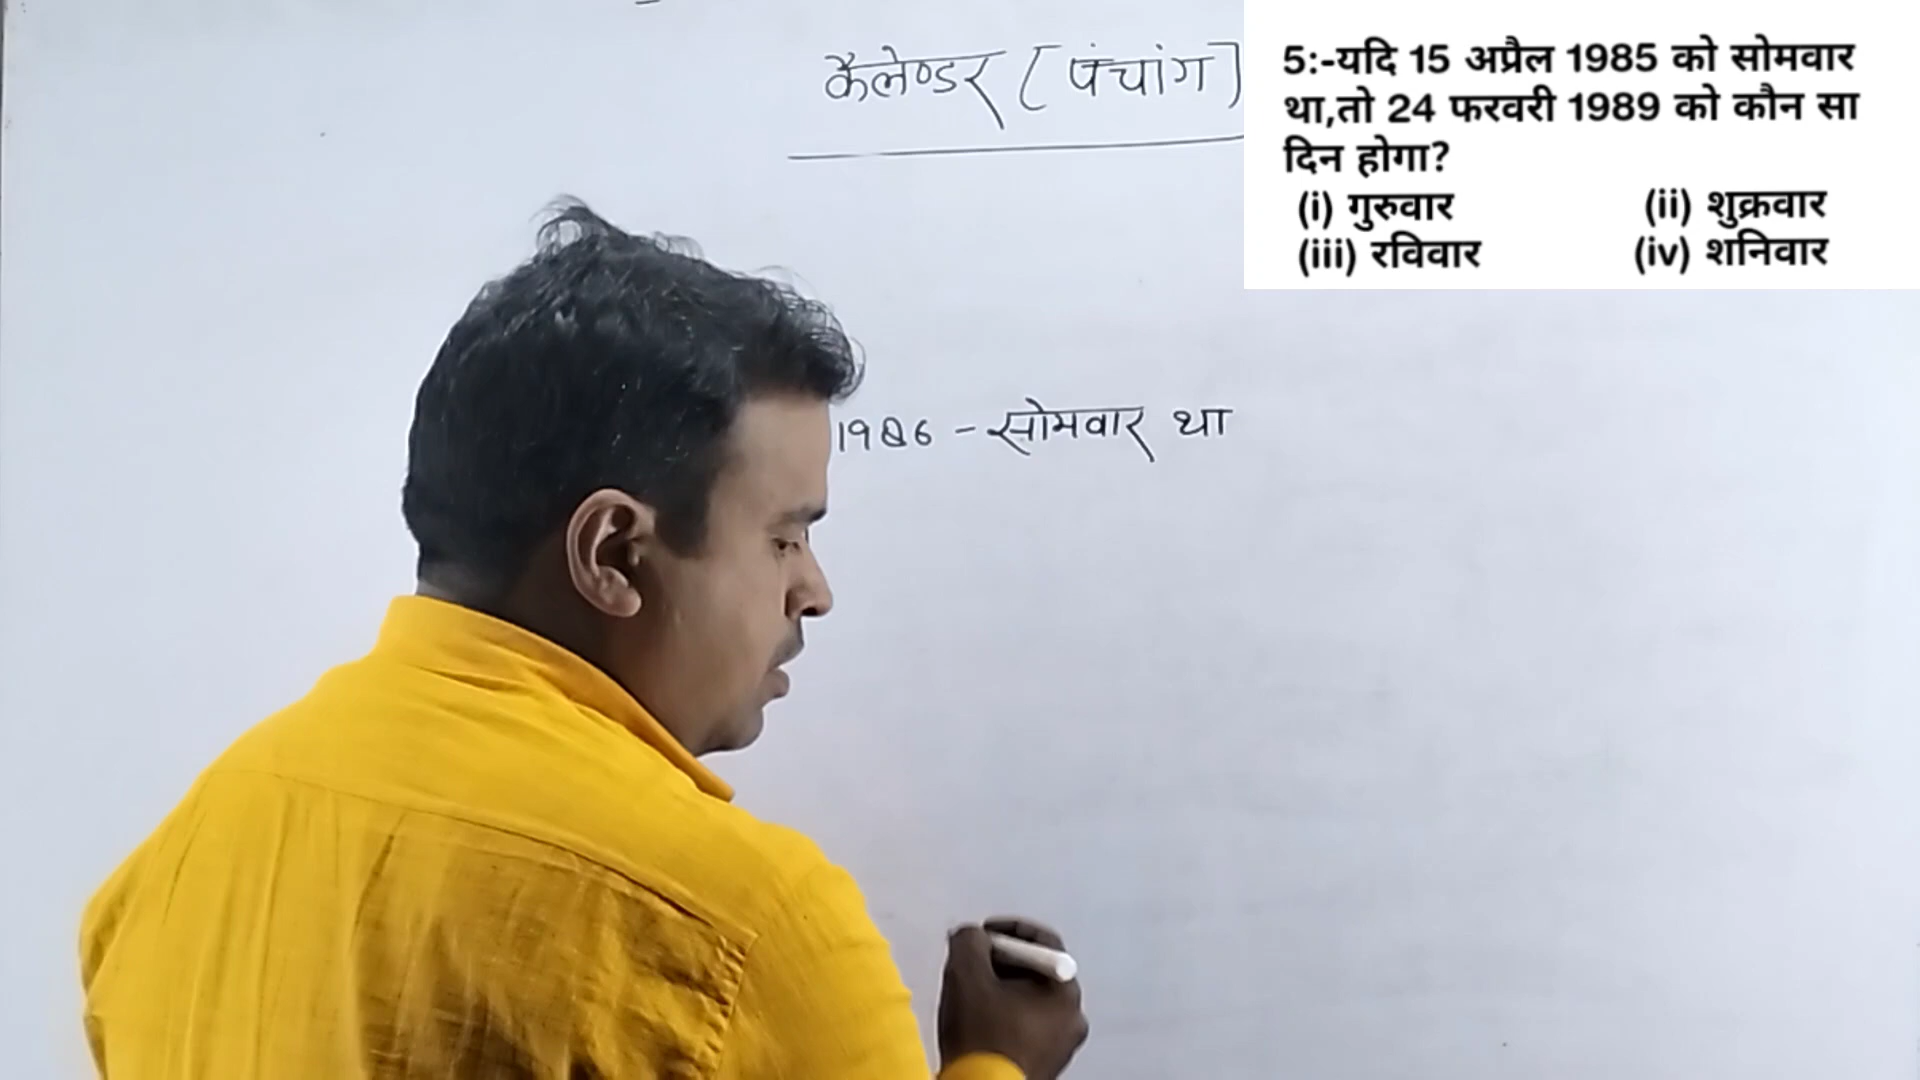 कैलेण्डर (पंचांग)
5:-यदि 15 अप्रैल 1985 को सोमवार
था,तो 24 फरवरी 1989 को कौन सा
दिन होगा?
(i) गुरुवार (ii) शुक्रवार
(iii) रविवार (iv) शनिवार
1986 - सोमवार था